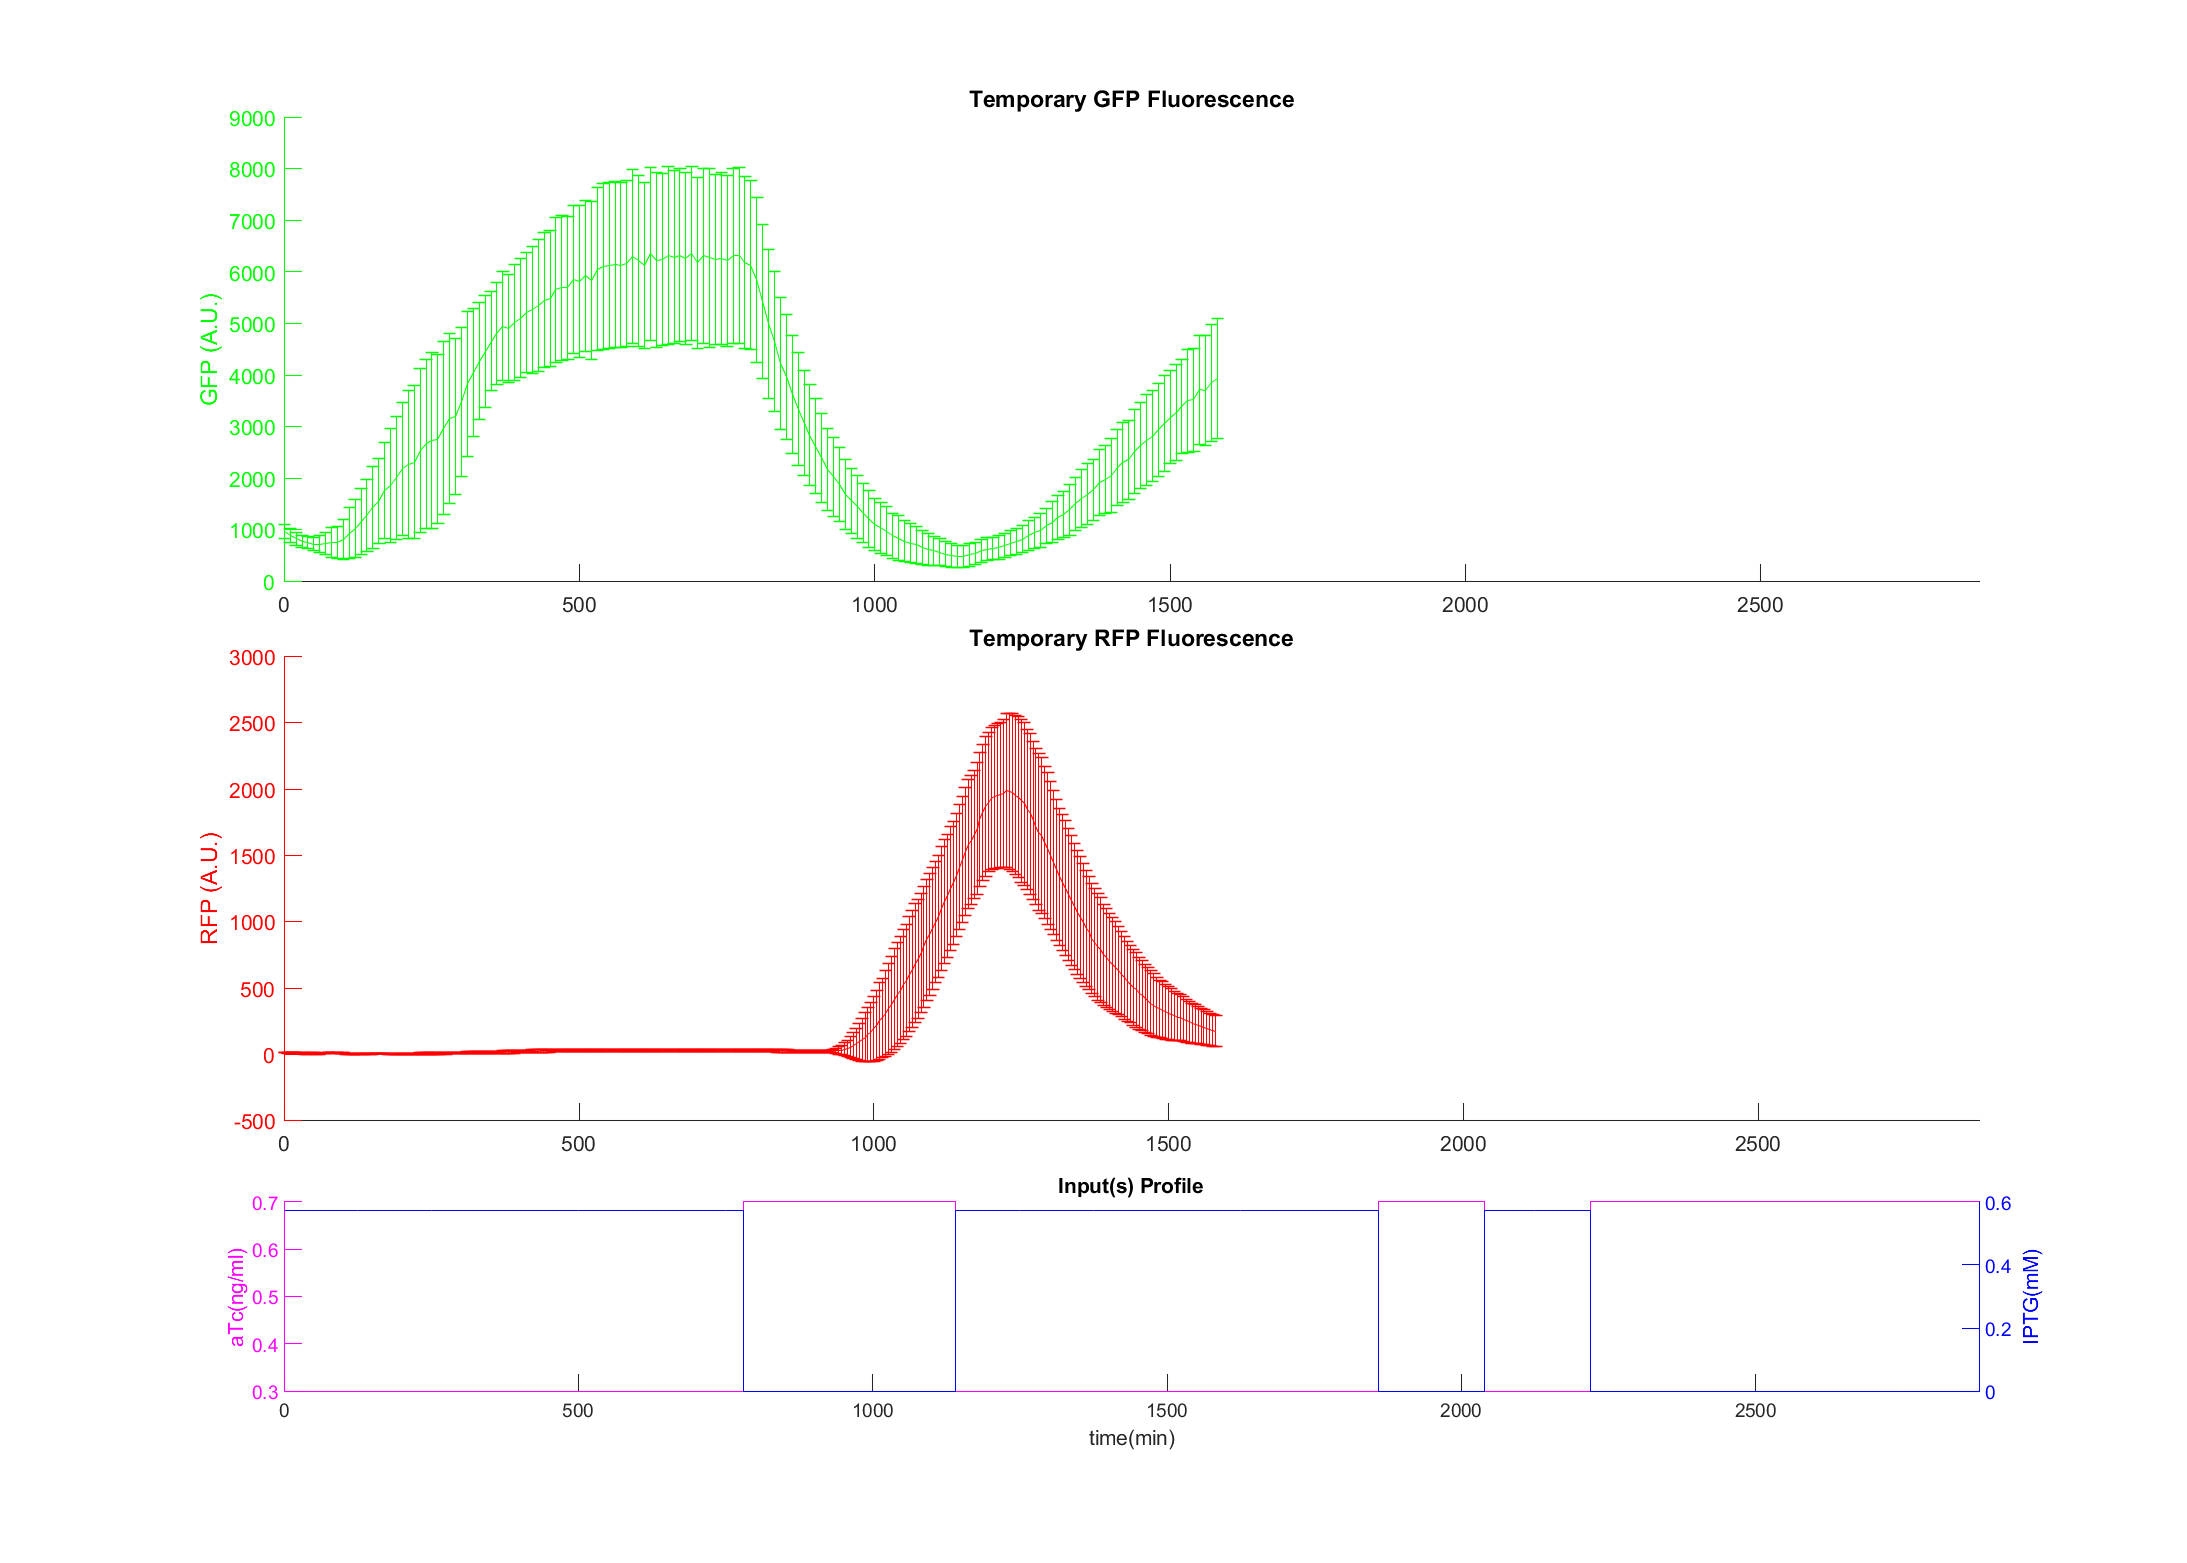 Temporary GFP Fluorescence
9000
8000
7000
6000
5000
4000
3000
2000
1000
0
GFP (A.U.)
0 500 1000 1500 2000 2500
Temporary RFP Fluorescence
3000
2500
2000
1500
1000
500
0
-500
RFP (A.U.)
0 500 1000 1500 2000 2500
Input(s) Profile
0.7
0.6
0.5
0.4
0.3
aTc(ng/ml)
0.6
0.4
0.2
0
IPTG(mM)
0 500 1000 1500 2000 2500
time(min)